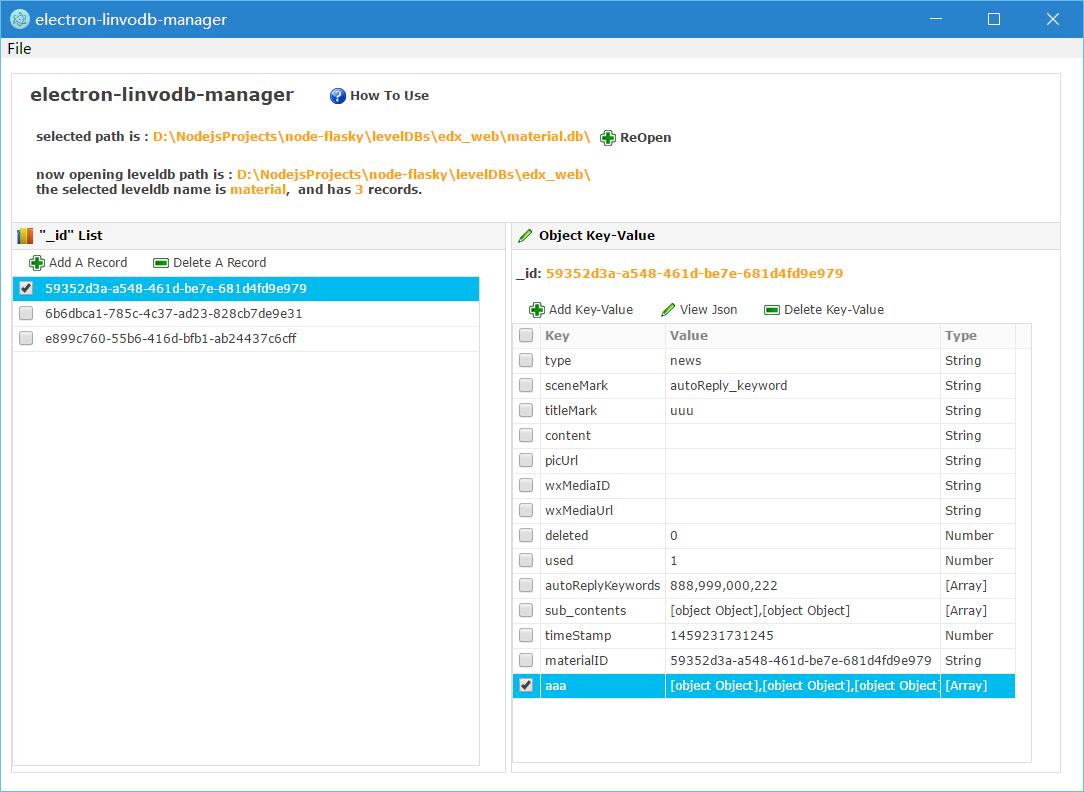 electron-linvodb-manager
File
electron-linvodb-manager How To Use
selected path is : D:\NodejsProjects\node-flasky\levelDBs\edx_web\material.db\ ReOpen
now opening leveldb path is : D:\NodejsProjects\node-flasky\levelDBs\edx_web\
the selected leveldb name is material, and has 3 records.
"_id" List
Add A Record Delete A Record
59352d3a-a548-461d-be7e-681d4fd9e979
6b6dbca1-785c-4c37-ad23-828cb7de9e31
e899c760-55b6-416d-bfb1-ab24437c6cff
Object Key-Value
_id: 59352d3a-a548-461d-be7e-681d4fd9e979
Add Key-Value View Json Delete Key-Value
Key Value Type
type news String
sceneMark autoReply_keyword String
titleMark uuu String
content String
picUrl String
wxMediaID String
wxMediaUrl String
deleted 0 Number
used 1 Number
autoReplyKeywords 888,999,000,222 [Array]
sub_contents [object Object],[object Object] [Array]
timeStamp 1459231731245 Number
materialID 59352d3a-a548-461d-be7e-681d4fd9e979 String
aaa [object Object],[object Object],[object Object] [Array]